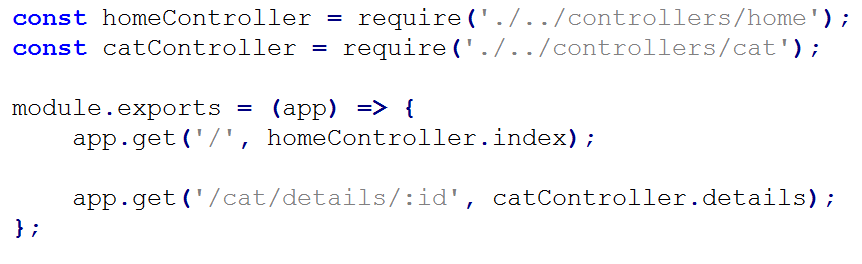 const homeController = require('./../controllers/home');
const catController = require('./../controllers/cat');
module.exports = (app) => {
    app.get('/', homeController.index);
    app.get('/cat/details/:id', catController.details);
};